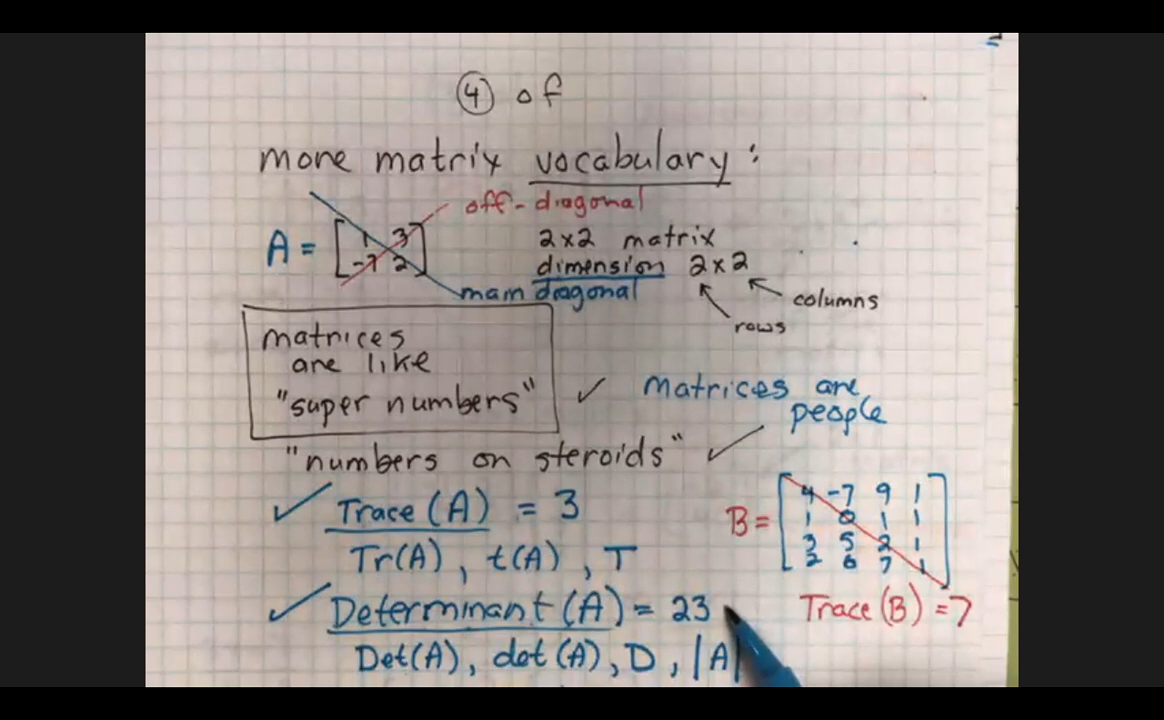 ④ of
more matrix vocabulary:
off-diagonal
A = [ 1 3
-7 2 ]
2x2 matrix
dimension 2x2
main diagonal
columns
rows
matrices
are like
"super numbers"
matrices are
people
"numbers on steroids"
Trace (A) = 3
Tr(A), t(A), T
B = [ 4 -7 9 1
1 0 1 1
3 5 2 1
2 6 7 1 ]
Trace (B) = 7
Determinant (A) = 23
Det(A), det(A), D, |A|